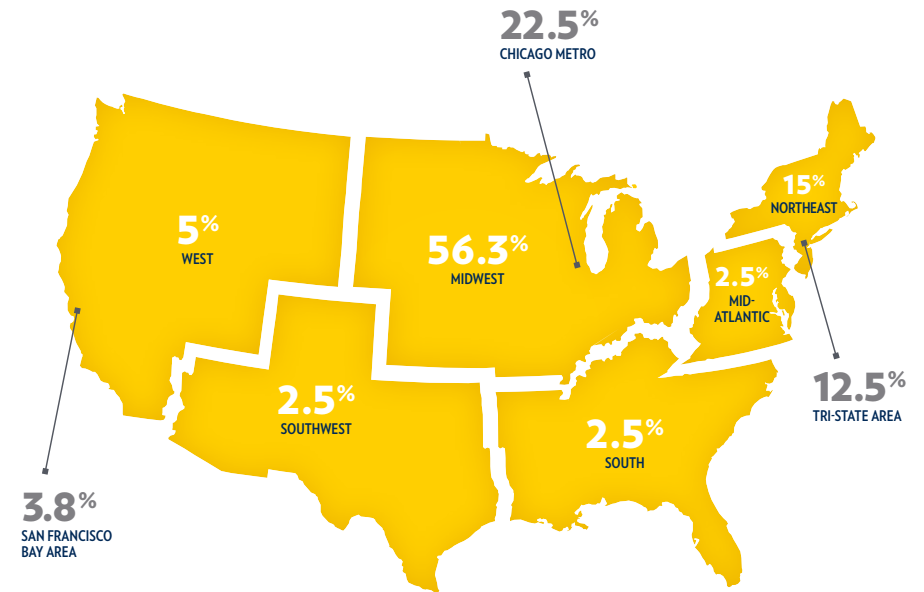 22.5%
CHICAGO METRO
15%
NORTHEAST
5%
WEST
56.3%
MIDWEST
2.5%
MID-
ATLANTIC
12.5%
TRI-STATE AREA
2.5%
SOUTHWEST
2.5%
SOUTH
3.8%
SAN FRANCISCO
BAY AREA